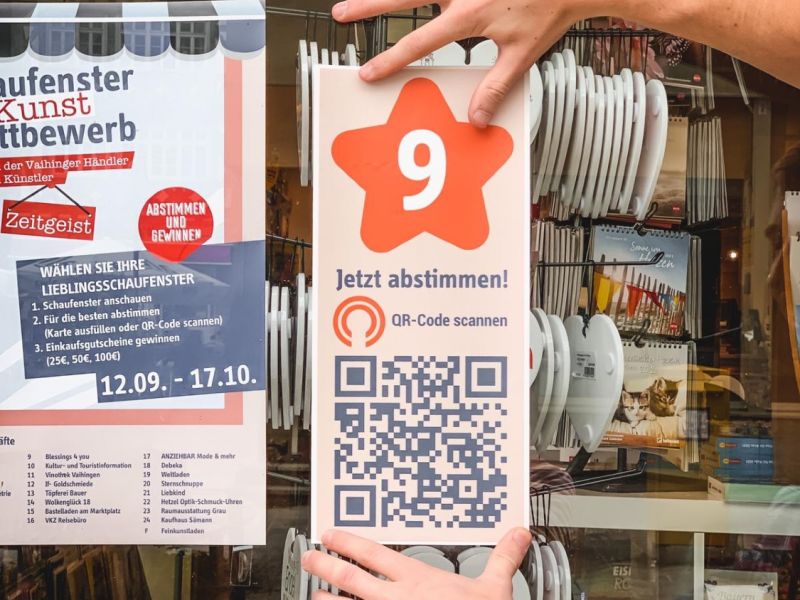 aufenster
Kunst
ttbewerb
der Vaihinger Händler
Künstler
Zeitgeist
ABSTIMMEN
UND
GEWINNEN
WÄHLEN SIE IHRE
LIEBLINGSSCHAUFENSTER
1. Schaufenster anschauen
2. Für die besten abstimmen
(Karte ausfüllen oder QR-Code scannen)
3. Einkaufsgutscheine gewinnen
(25€, 50€, 100€)
12.09. - 17.10.
äfte
9 Blessings 4 you
10 Kultur- und Touristinformation
11 Vinothek Vaihingen
12 If- Goldschmiede
13 Töpferei Bauer
14 Wolkenglück 18
15 Bastelladen am Marktplatz
16 VKZ Reisebüro
17 ANZIEHBAR Mode & mehr
18 Debeka
19 Weltladen
20 Sternschnuppe
21 Liebkind
22 Hetzel Optik-Schmuck-Uhren
23 Raumausstattung Grau
24 Kaufhaus Sämann
F Feinkunstladen
9
Jetzt abstimmen!
QR-Code scannen